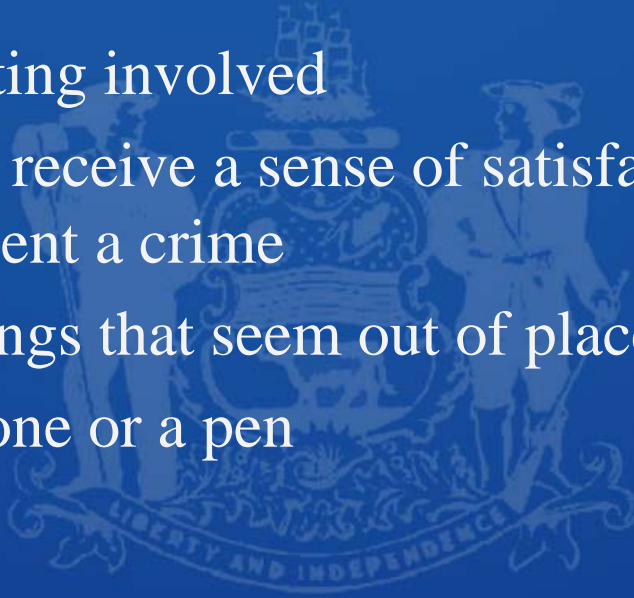 ting involved
receive a sense of satisfa
ent a crime
ngs that seem out of place
one or a pen
LIBERTY AND INDEPENDENCE